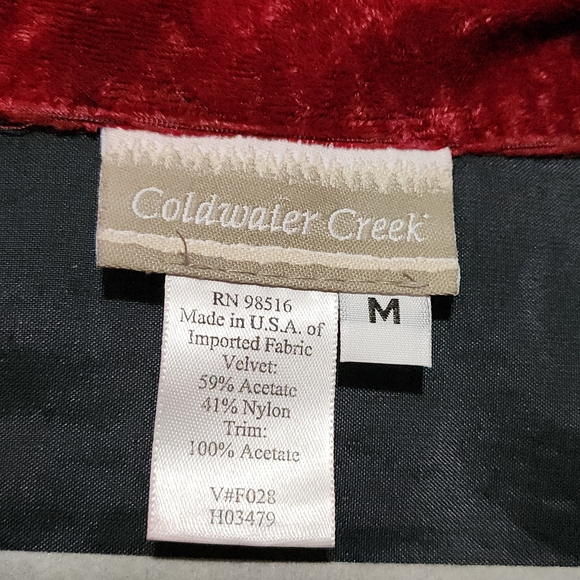 Coldwater Creek
M
RN 98516
Made in U.S.A. of
Imported Fabric
Velvet:
59% Acetate
41% Nylon
Trim:
100% Acetate
V#F028
H03479